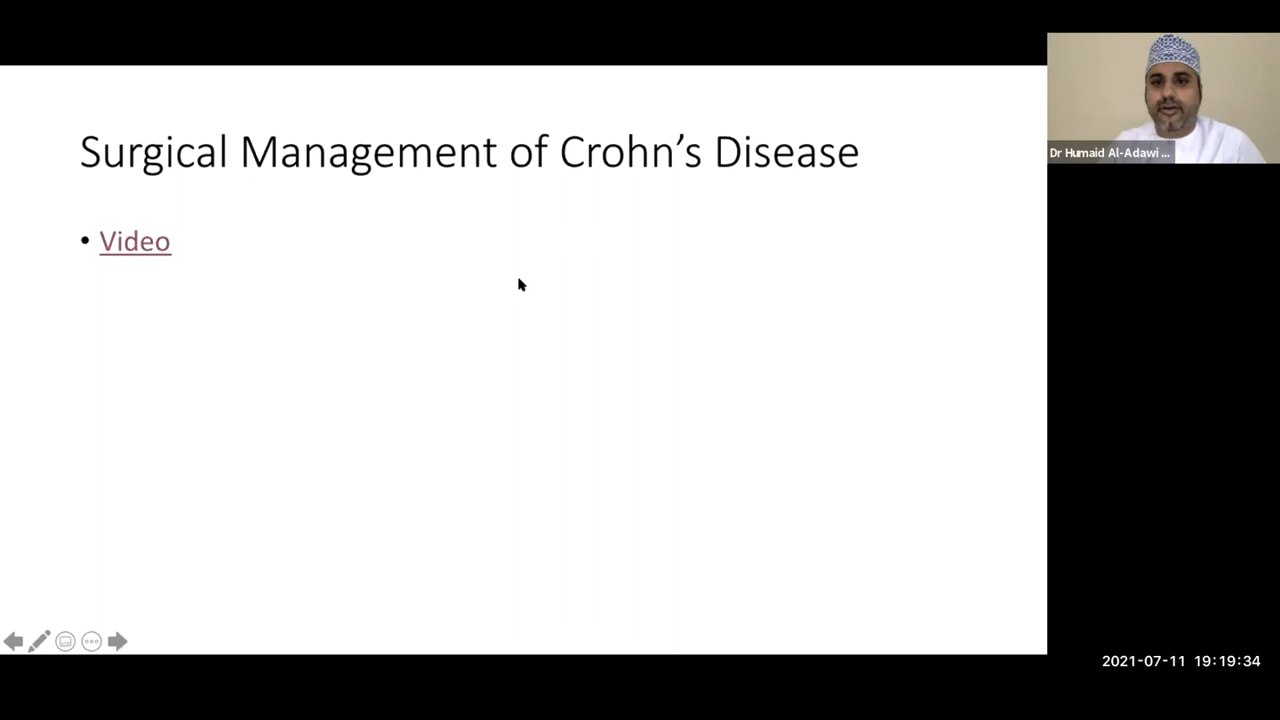 Surgical Management of Crohn’s Disease
• Video
Dr Humaid Al-Adawi ...
2021-07-11 19:19:34